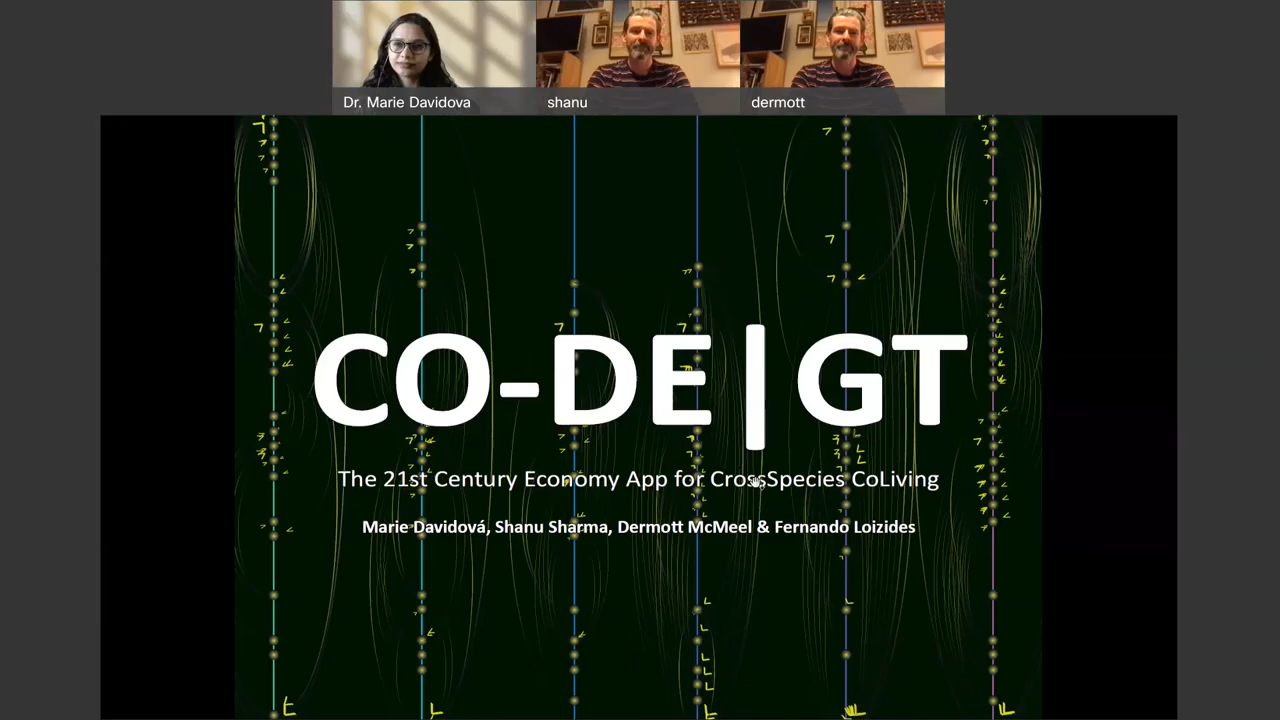 Dr. Marie Davidova
shanu
dermott
CO-DE|GT
The 21st Century Economy App for CrossSpecies CoLiving
Marie Davidová, Shanu Sharma, Dermott McMeel & Fernando Loizides